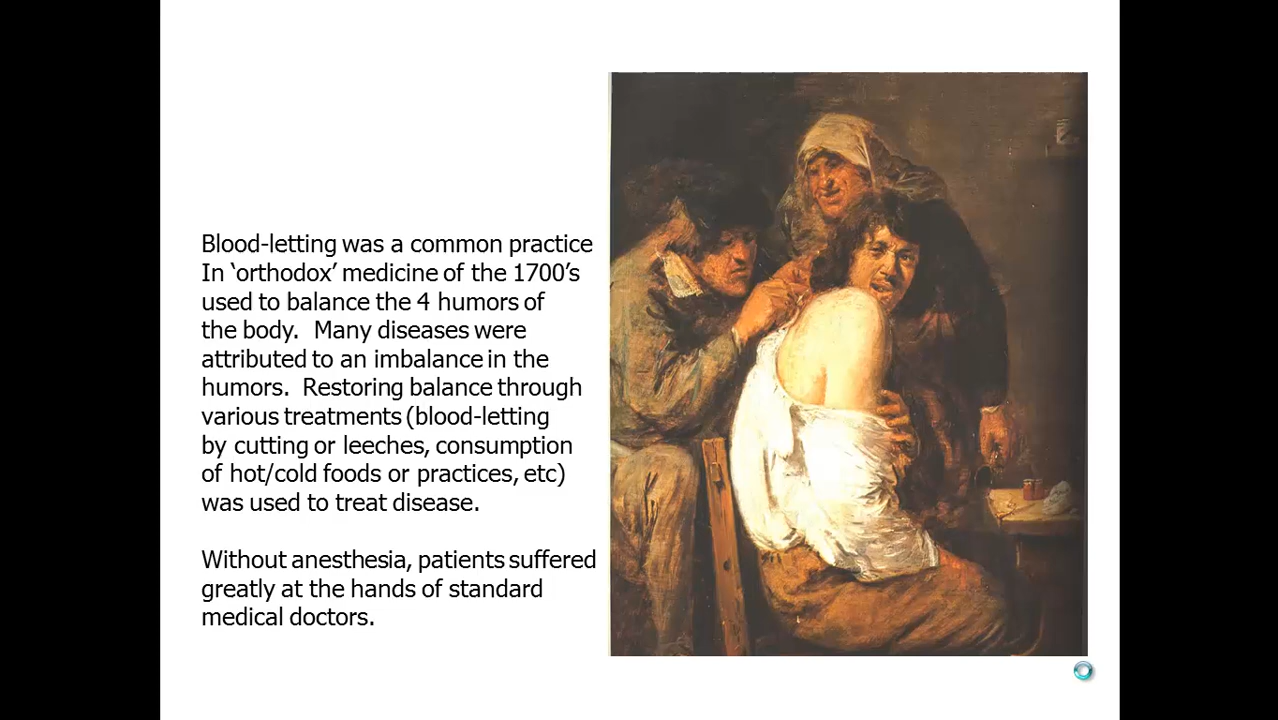 Blood-letting was a common practice
In ‘orthodox’ medicine of the 1700’s
used to balance the 4 humors of
the body.  Many diseases were
attributed to an imbalance in the
humors.  Restoring balance through
various treatments (blood-letting
by cutting or leeches, consumption
of hot/cold foods or practices, etc)
was used to treat disease.
Without anesthesia, patients suffered
greatly at the hands of standard
medical doctors.